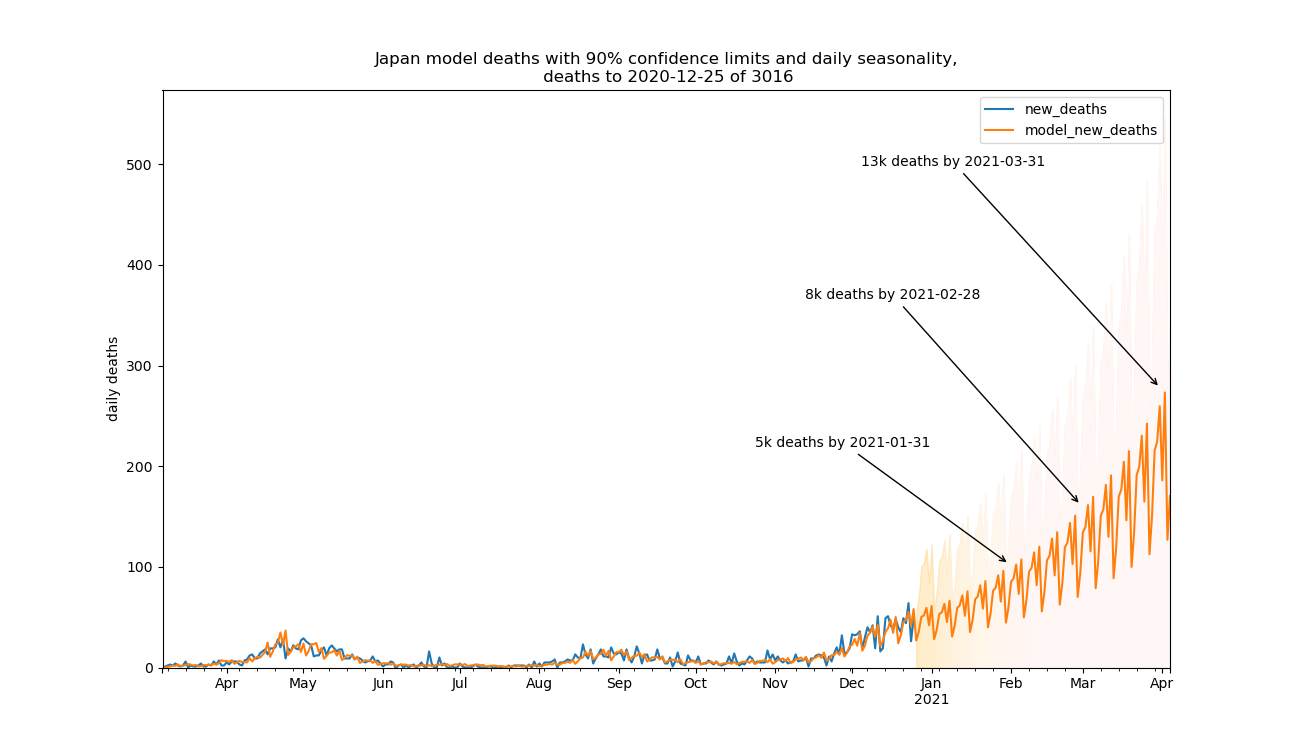 Japan model deaths with 90% confidence limits and daily seasonality,
deaths to 2020-12-25 of 3016
new_deaths
model_new_deaths
13k deaths by 2021-03-31
8k deaths by 2021-02-28
5k deaths by 2021-01-31
daily deaths
500
400
300
200
100
0
Apr May Jun Jul Aug Sep Oct Nov Dec Jan Feb Mar Apr
2021